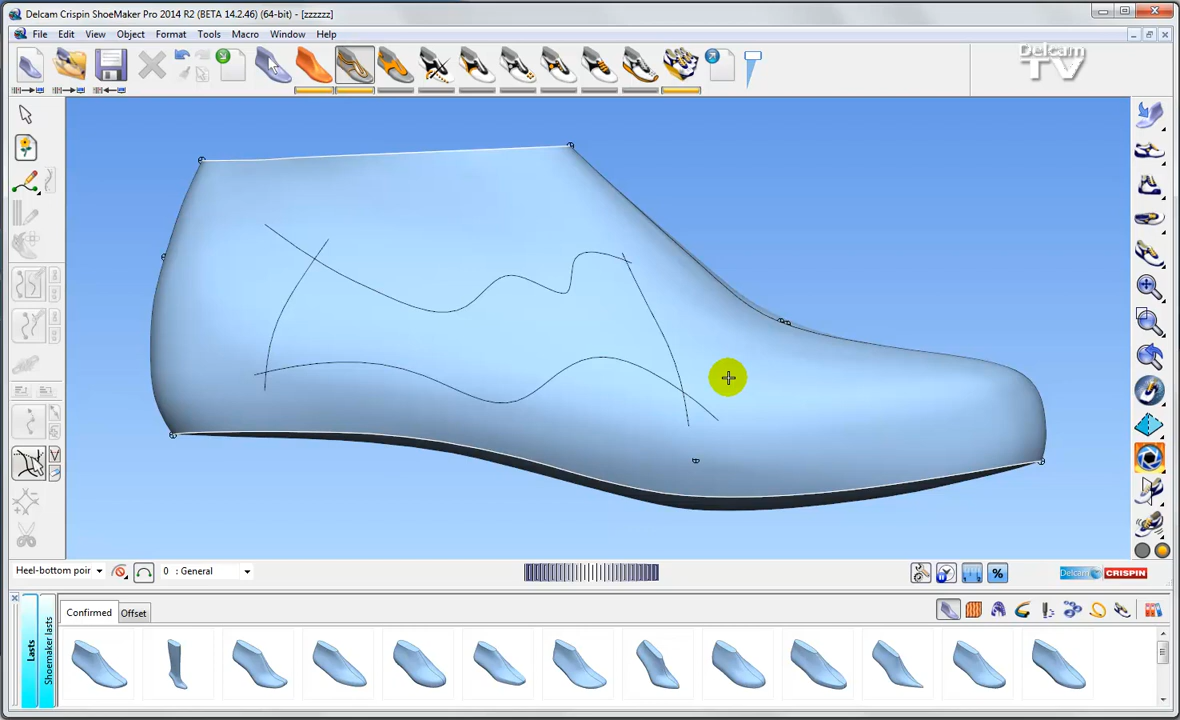 Delcam Crispin ShoeMaker Pro 2014 R2 (BETA 14.2.46) (64-bit) - [zzzzzz]
File Edit View Object Format Tools Macro Window Help
Delcam
TV
Heel-bottom poir
0 : General
%
Delcam CRISPIN
Confirmed Offset
Lasts
Shoemaker lasts